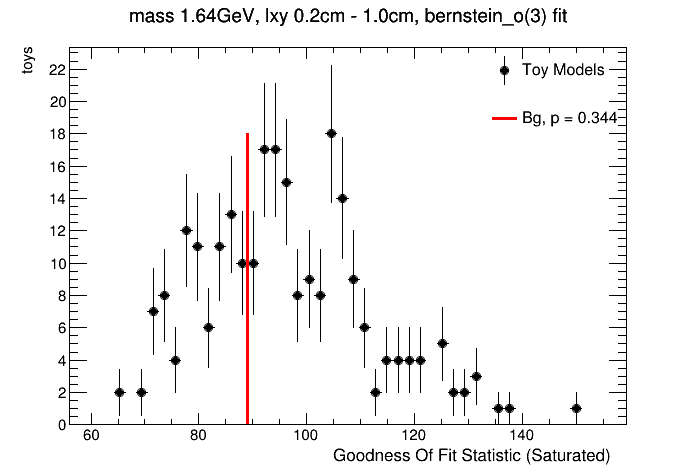 mass 1.64GeV, lxy 0.2cm - 1.0cm, bernstein_o(3) fit
toys
Toy Models
Bg, p = 0.344
22
20
18
16
14
12
10
8
6
4
2
0
60 80 100 120 140
Goodness Of Fit Statistic (Saturated)